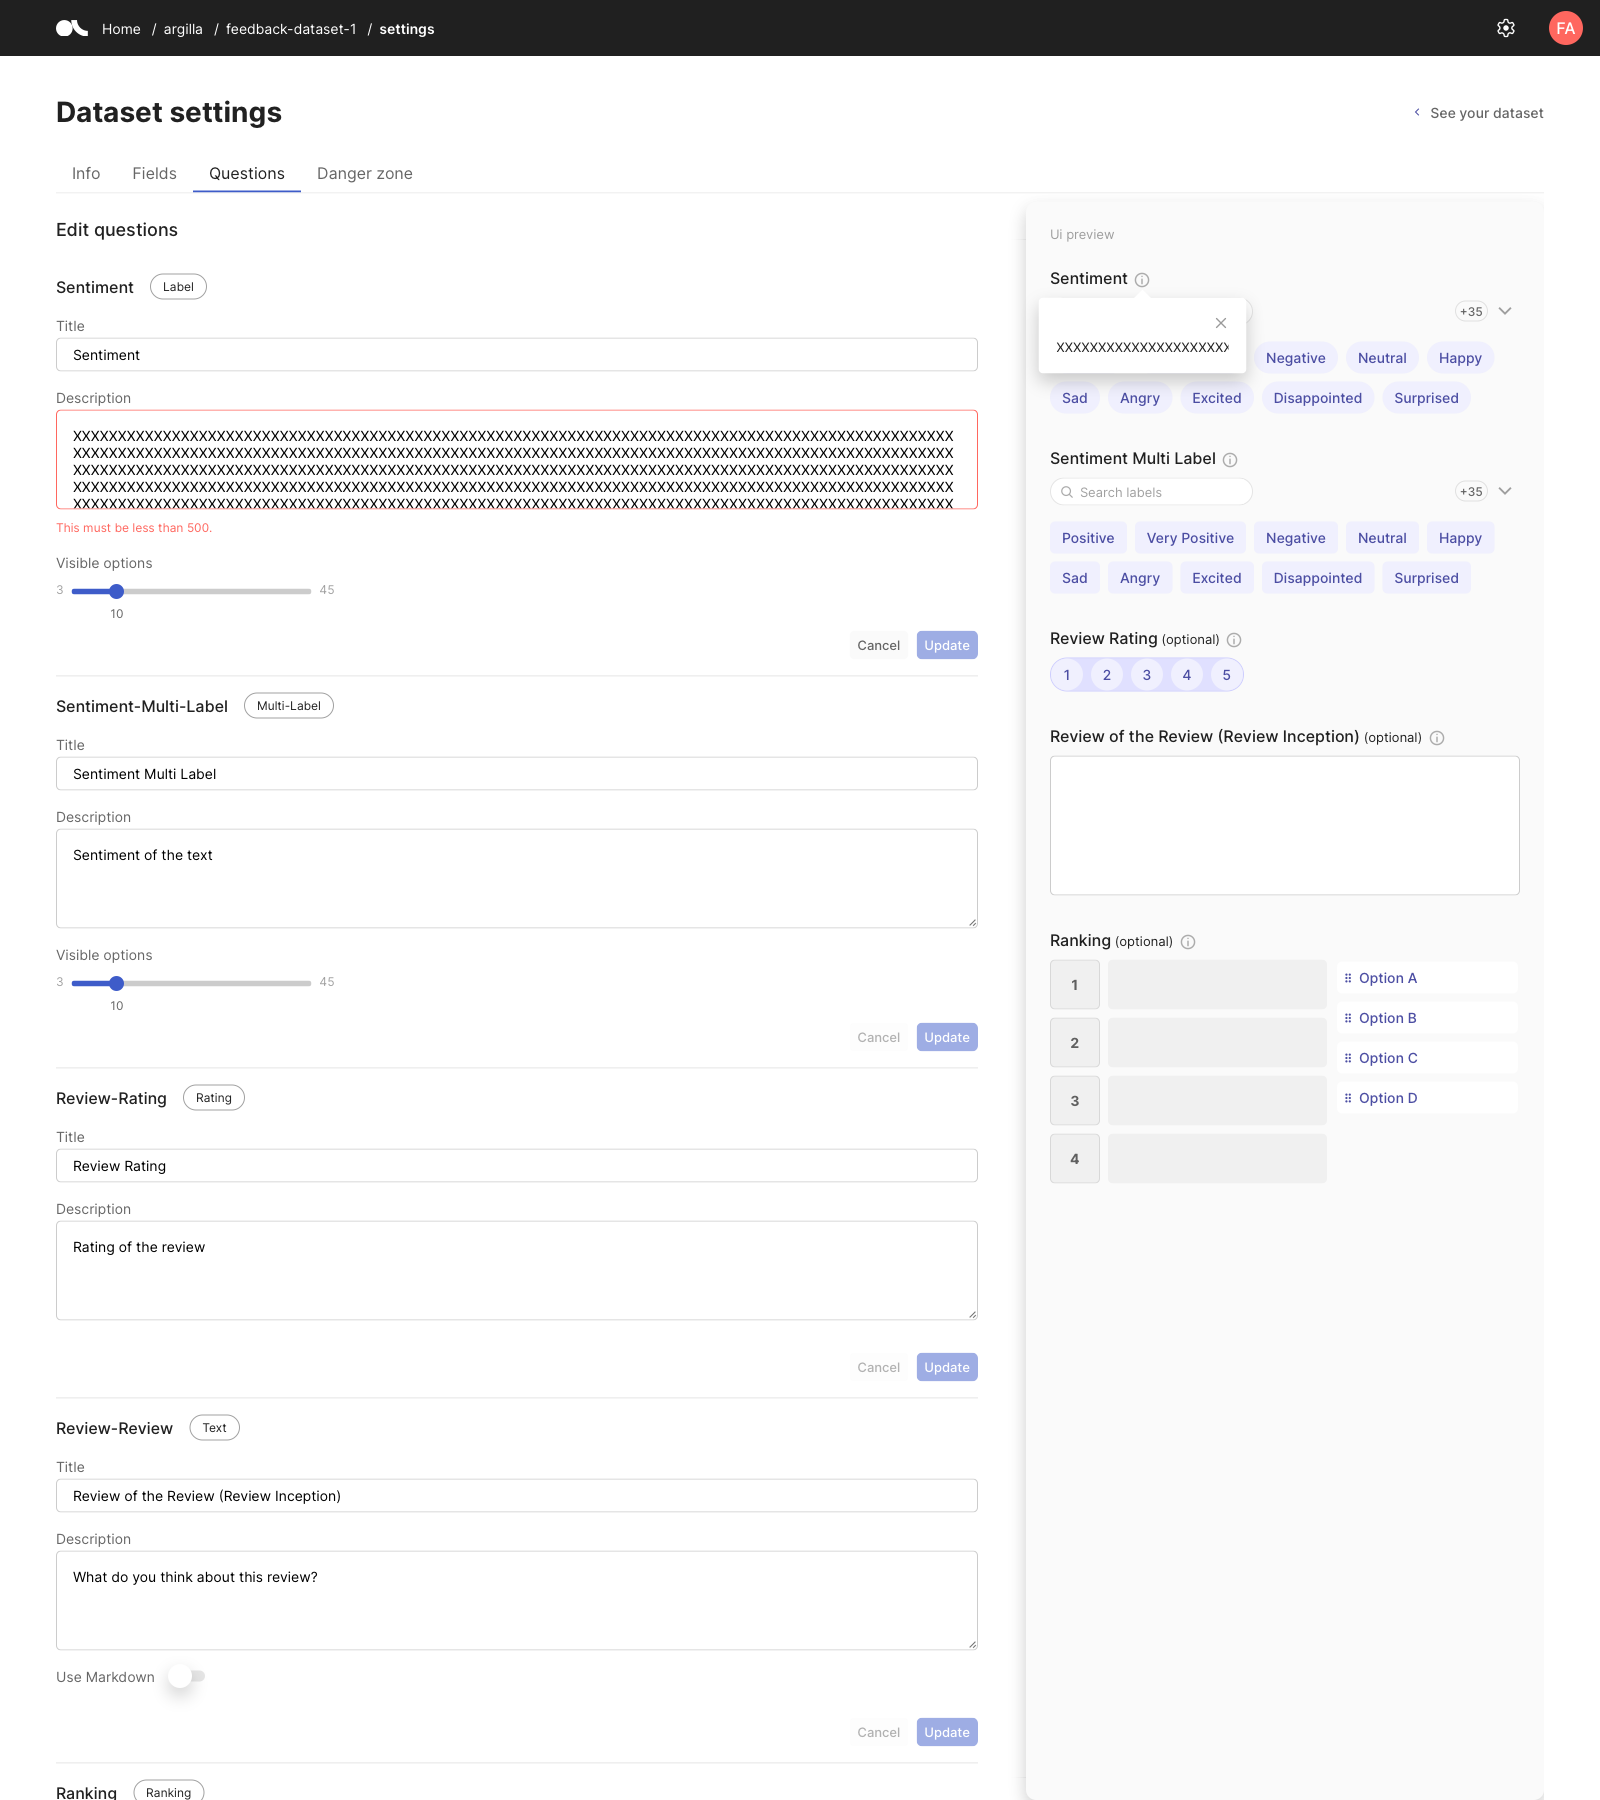 Home / argilla / feedback-dataset-1 / settings
FA
Dataset settings
See your dataset
Info Fields Questions Danger zone
Edit questions
Sentiment Label
Title
Sentiment
Description
This must be less than 500.
Visible options
3 45
10
Cancel Update
Sentiment-Multi-Label Multi-Label
Title
Sentiment Multi Label
Description
Sentiment of the text
Visible options
3 45
10
Cancel Update
Review-Rating Rating
Title
Review Rating
Description
Rating of the review
Cancel Update
Review-Review Text
Title
Review of the Review (Review Inception)
Description
What do you think about this review?
Use Markdown
Cancel Update
Ranking Ranking
Ui preview
Sentiment
+35
Negative Neutral Happy
Sad Angry Excited Disappointed Surprised
Sentiment Multi Label
Search labels +35
Positive Very Positive Negative Neutral Happy
Sad Angry Excited Disappointed Surprised
Review Rating (optional)
1 2 3 4 5
Review of the Review (Review Inception) (optional)
Ranking (optional)
1 Option A
2 Option B
3 Option C
4 Option D